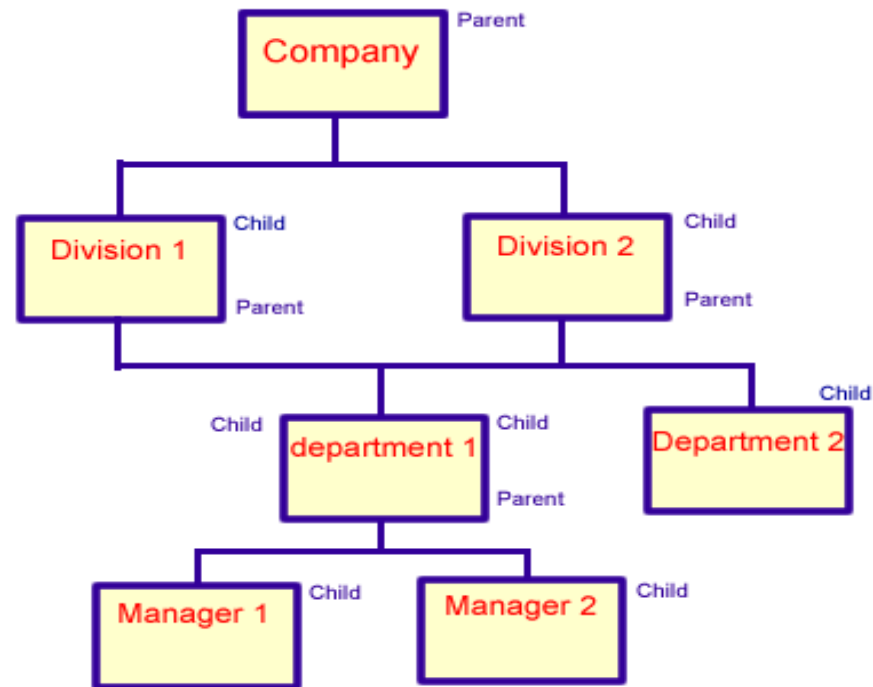 Parent
Company
Child
Division 1
Parent
Child
Division 2
Parent
Child
Child
department 1
Parent
Child
Department 2
Child
Manager 1
Child
Manager 2